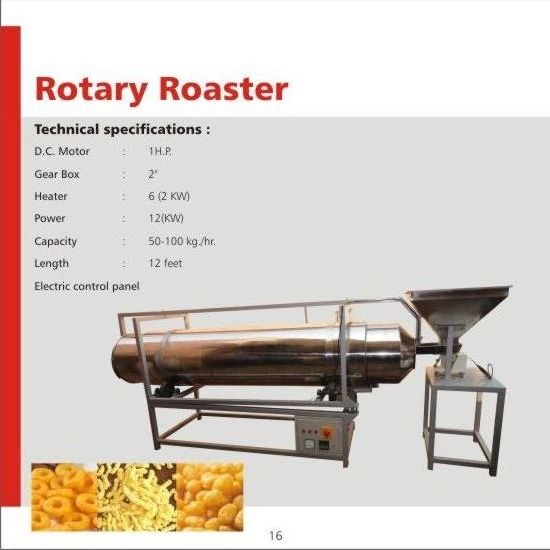 Rotary Roaster
Technical specifications :
D.C. Motor : 1H.P.
Gear Box : 2"
Heater : 6 (2 KW)
Power : 12(KW)
Capacity : 50-100 kg./hr.
Length : 12 feet
Electric control panel
16